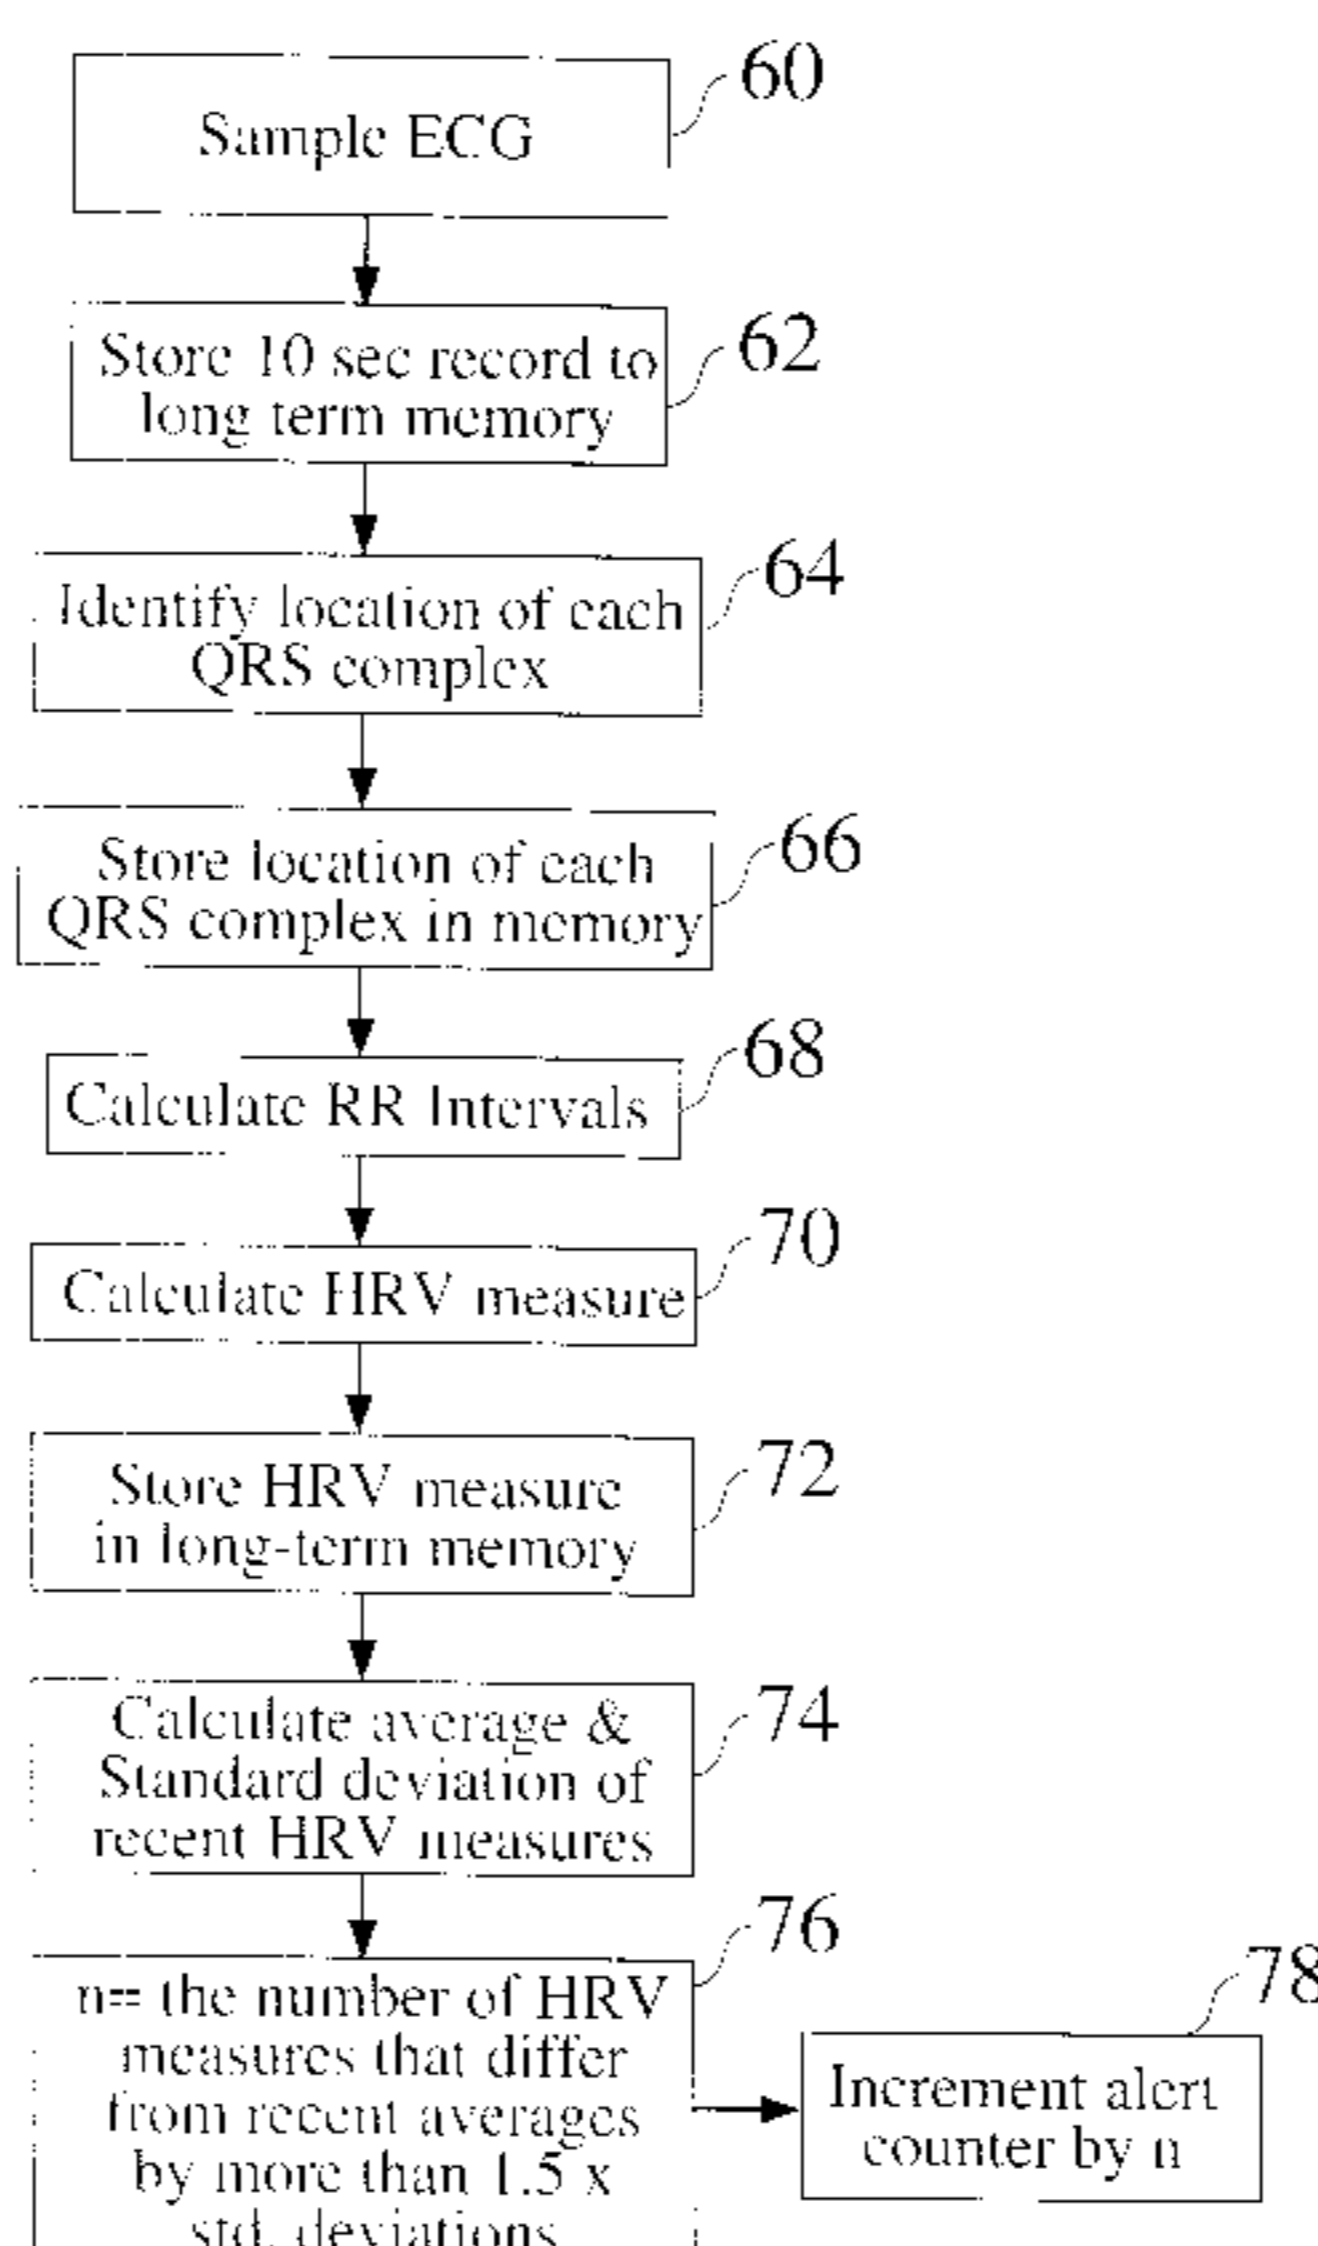 60
Sample ECG
62
Store 10 sec record to
long term memory
64
Identify location of each
QRS complex
66
Store location of each
QRS complex in memory
68
Calculate RR Intervals
70
Calculate HRV measure
72
Store HRV measure
in long-term memory
74
Calculate average &
Standard deviation of
recent HRV measures
76
n= the number of HRV
measures that differ
from recent averages
by more than 1.5 x
std. deviations
78
Increment alert
counter by n